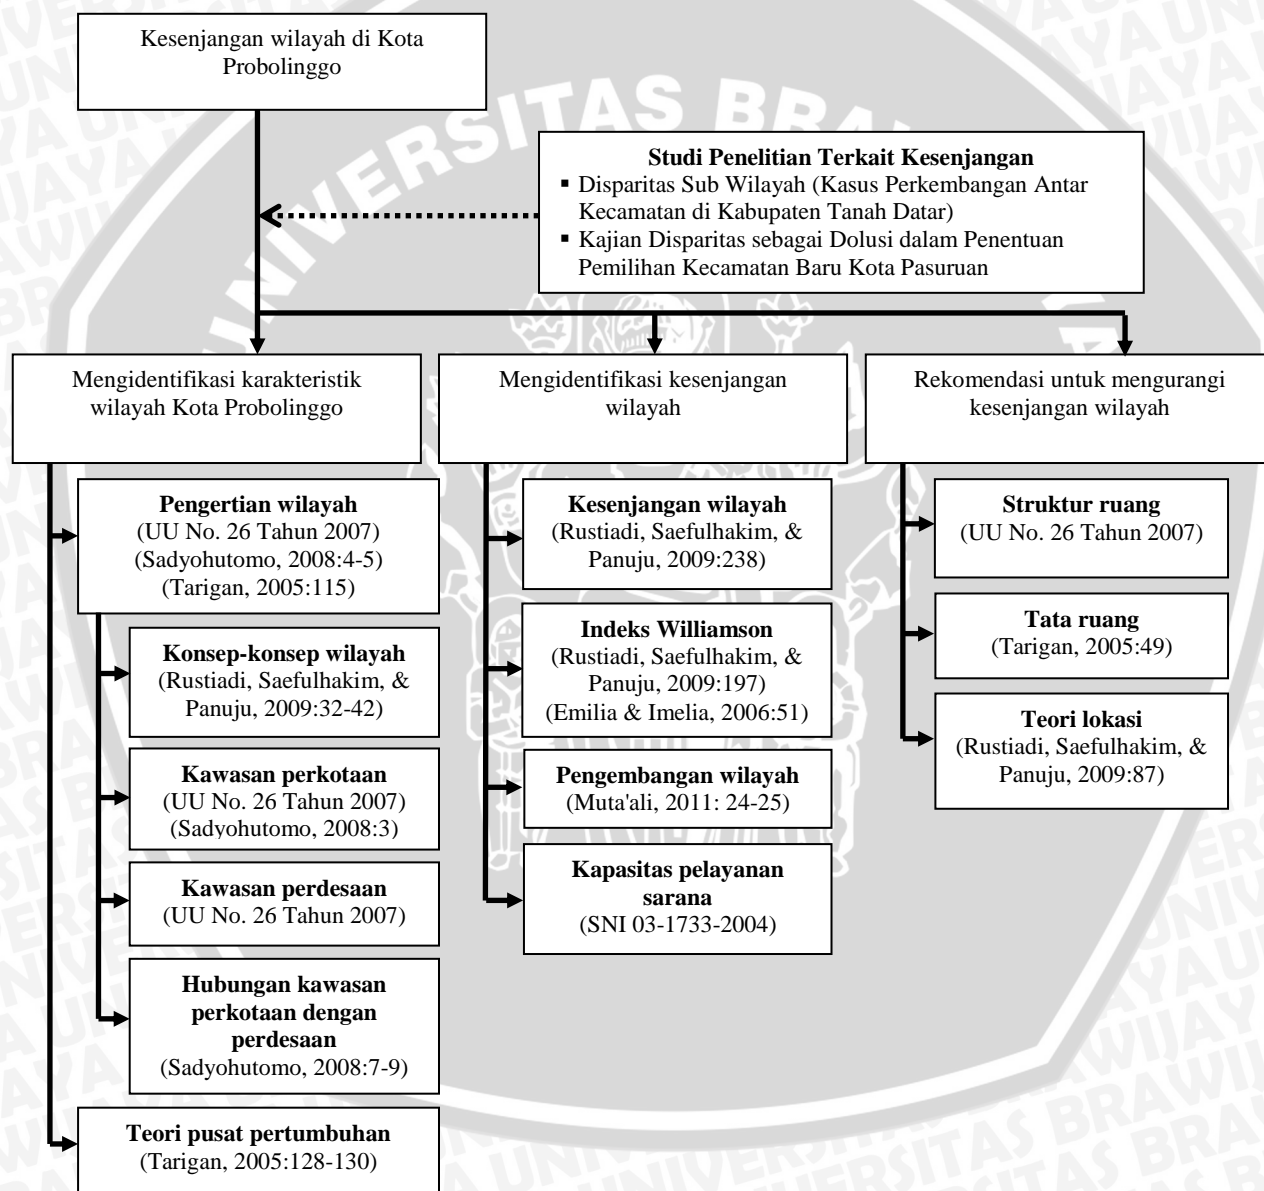 Kesenjangan wilayah di Kota
Probolinggo
Studi Penelitian Terkait Kesenjangan
▪ Disparitas Sub Wilayah (Kasus Perkembangan Antar
Kecamatan di Kabupaten Tanah Datar)
▪ Kajian Disparitas sebagai Dolusi dalam Penentuan
Pemilihan Kecamatan Baru Kota Pasuruan
Mengidentifikasi karakteristik
wilayah Kota Probolinggo
Pengertian wilayah
(UU No. 26 Tahun 2007)
(Sadyohutomo, 2008:4-5)
(Tarigan, 2005:115)
Konsep-konsep wilayah
(Rustiadi, Saefulhakim, &
Panuju, 2009:32-42)
Kawasan perkotaan
(UU No. 26 Tahun 2007)
(Sadyohutomo, 2008:3)
Kawasan perdesaan
(UU No. 26 Tahun 2007)
Hubungan kawasan
perkotaan dengan
perdesaan
(Sadyohutomo, 2008:7-9)
Teori pusat pertumbuhan
(Tarigan, 2005:128-130)
Mengidentifikasi kesenjangan
wilayah
Kesenjangan wilayah
(Rustiadi, Saefulhakim, &
Panuju, 2009:238)
Indeks Williamson
(Rustiadi, Saefulhakim, &
Panuju, 2009:197)
(Emilia & Imelia, 2006:51)
Pengembangan wilayah
(Muta'ali, 2011: 24-25)
Kapasitas pelayanan
sarana
(SNI 03-1733-2004)
Rekomendasi untuk mengurangi
kesenjangan wilayah
Struktur ruang
(UU No. 26 Tahun 2007)
Tata ruang
(Tarigan, 2005:49)
Teori lokasi
(Rustiadi, Saefulhakim, &
Panuju, 2009:87)